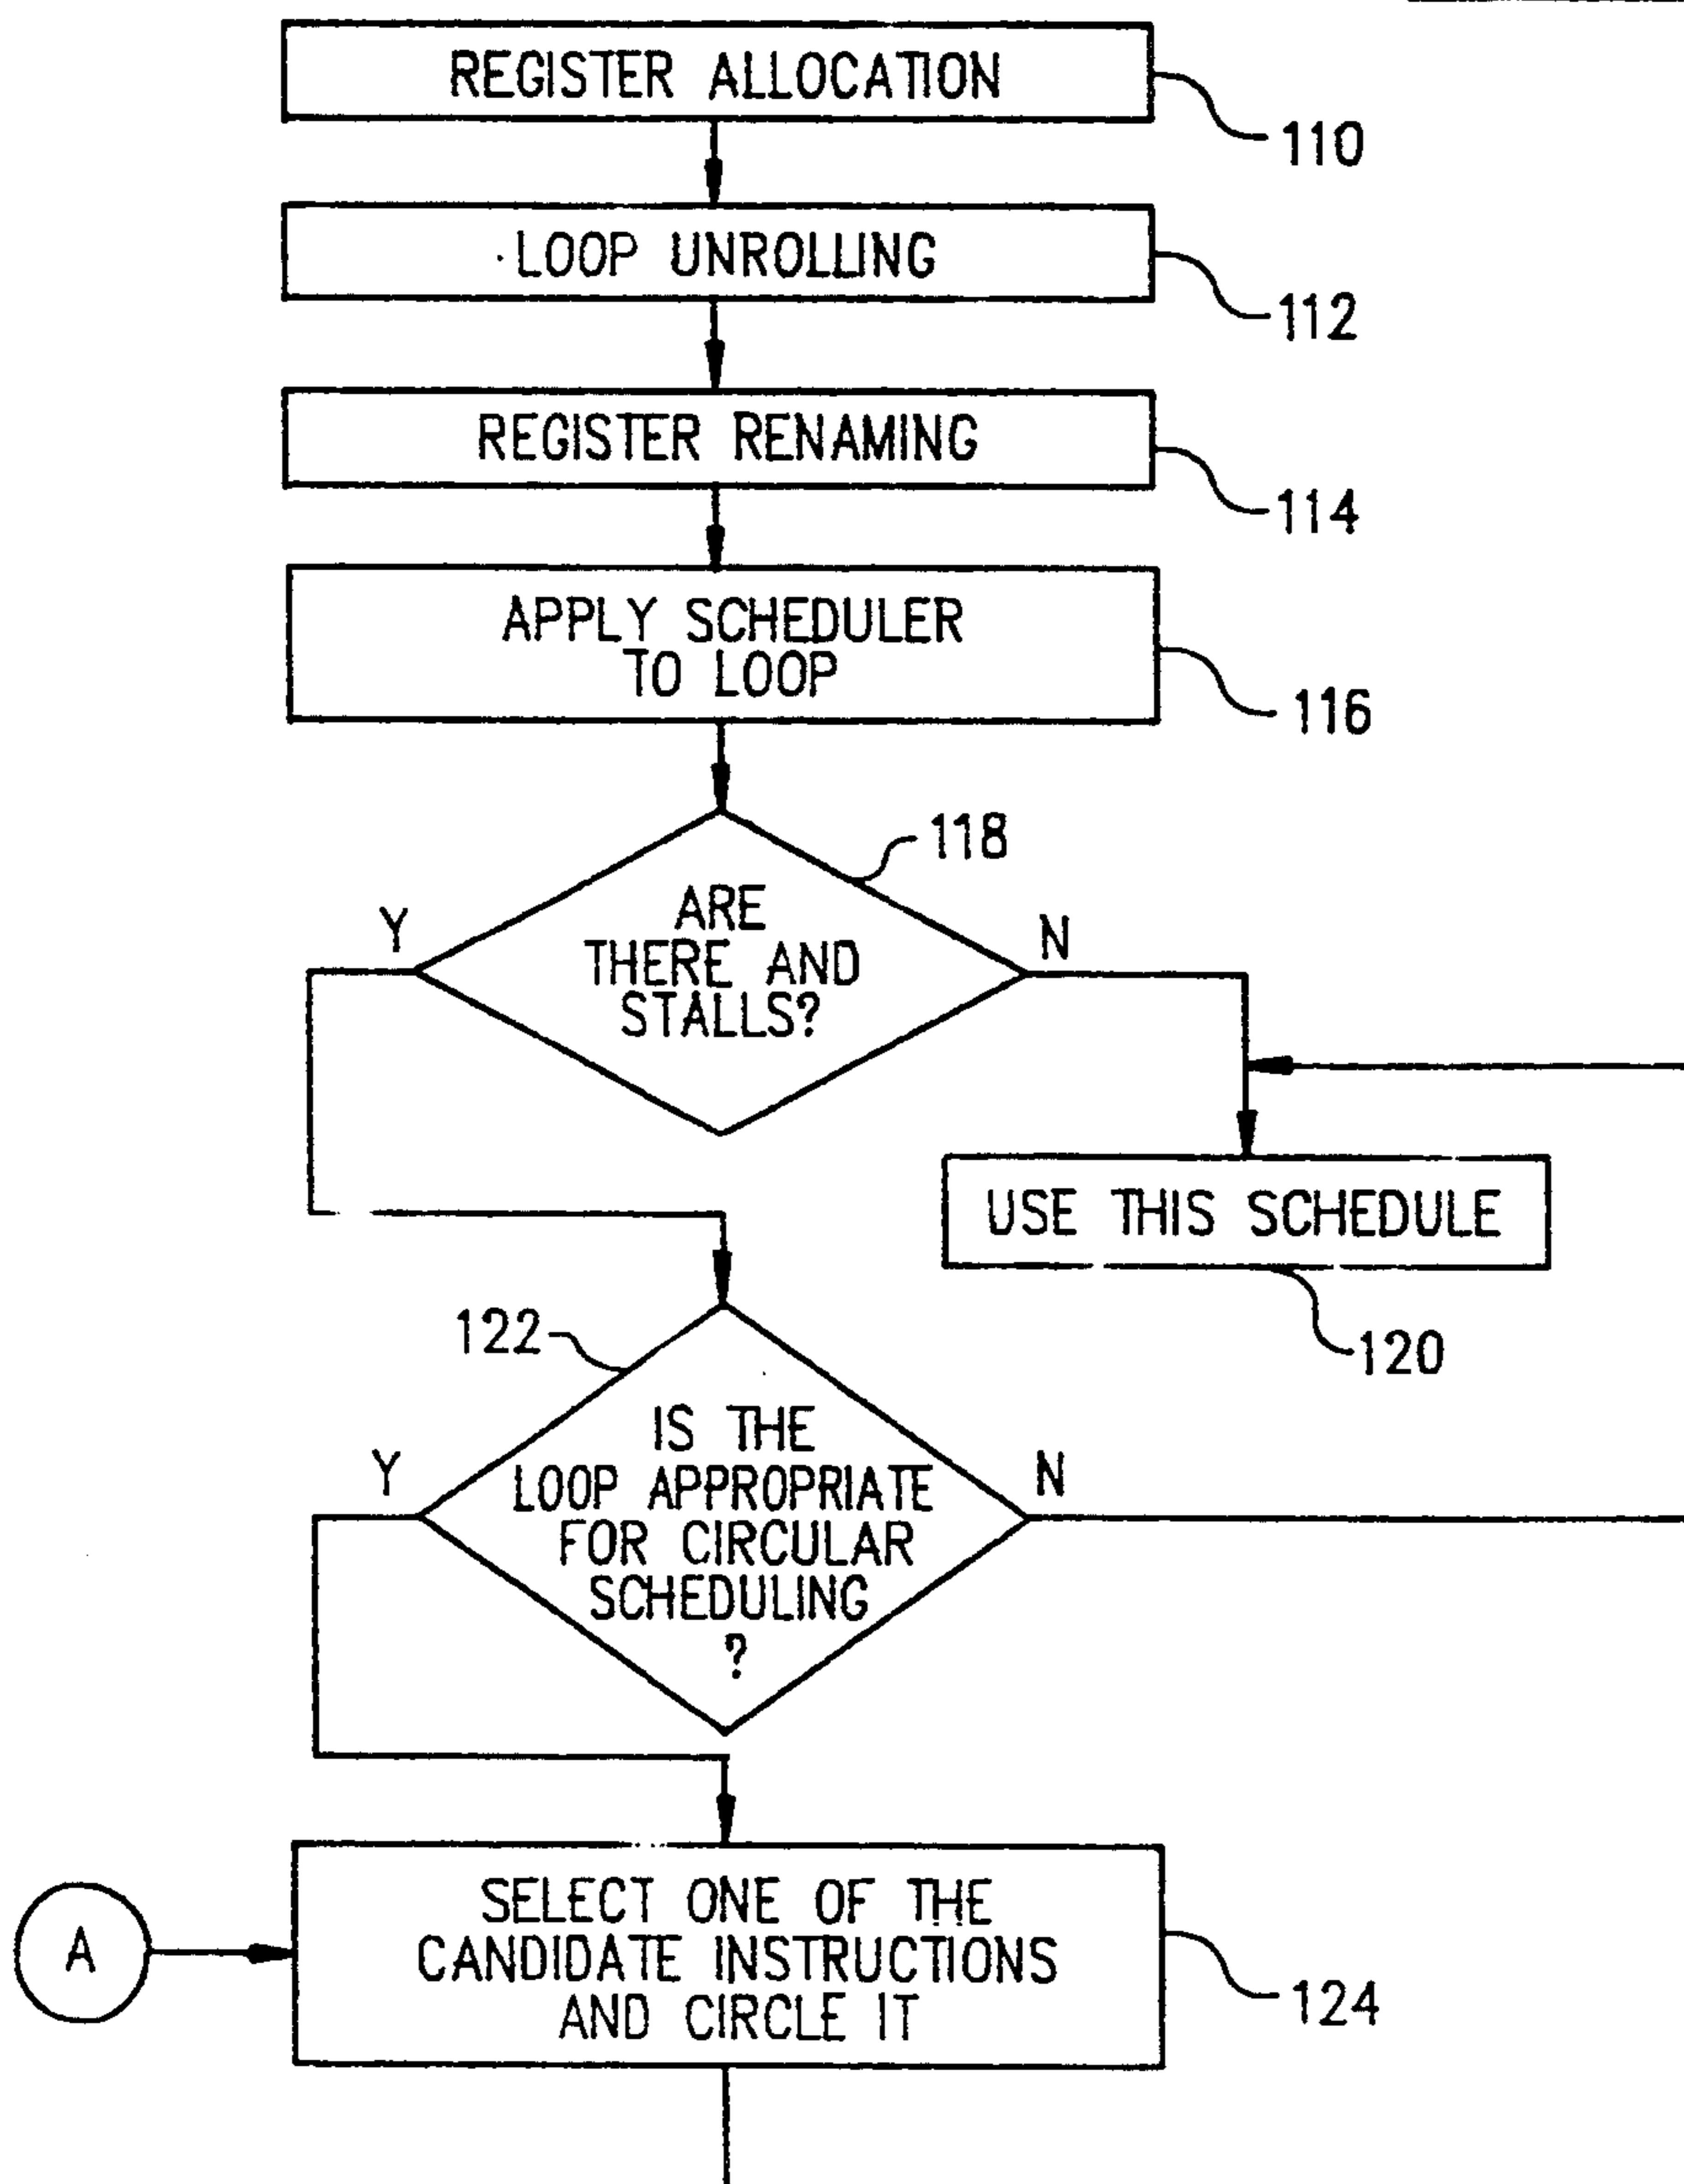 REGISTER ALLOCATION
110
LOOP UNROLLING
112
REGISTER RENAMING
114
APPLY SCHEDULER
TO LOOP
116
118
ARE
THERE AND
STALLS?
Y
N
USE THIS SCHEDULE
120
122
IS THE
LOOP APPROPRIATE
FOR CIRCULAR
SCHEDULING
?
Y
N
A
SELECT ONE OF THE
CANDIDATE INSTRUCTIONS
AND CIRCLE IT
124